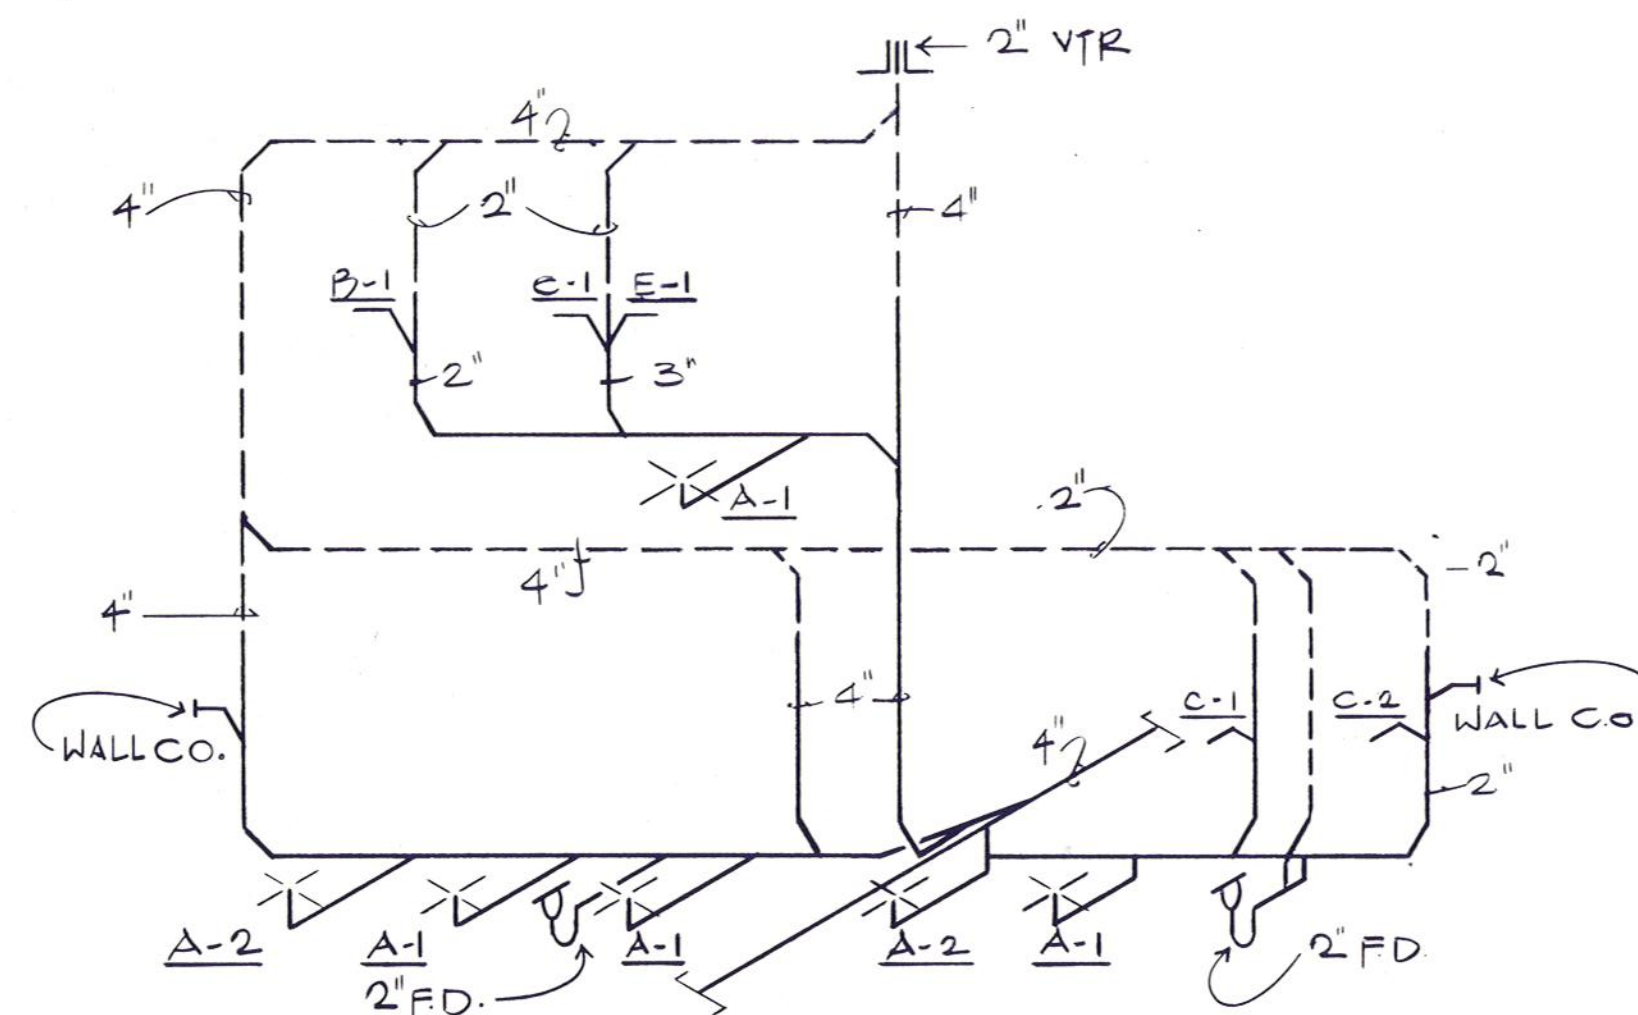 2" VTR
4"
4"
2"
4"
B-1
C-1
E-1
2"
3"
A-1
2"
4"
2"
4"
4"
C-1
C-2
4"
WALL CO.
WALL C.O
2"
A-2
A-1
A-1
A-2
A-1
2" F.D.
2" F.D.